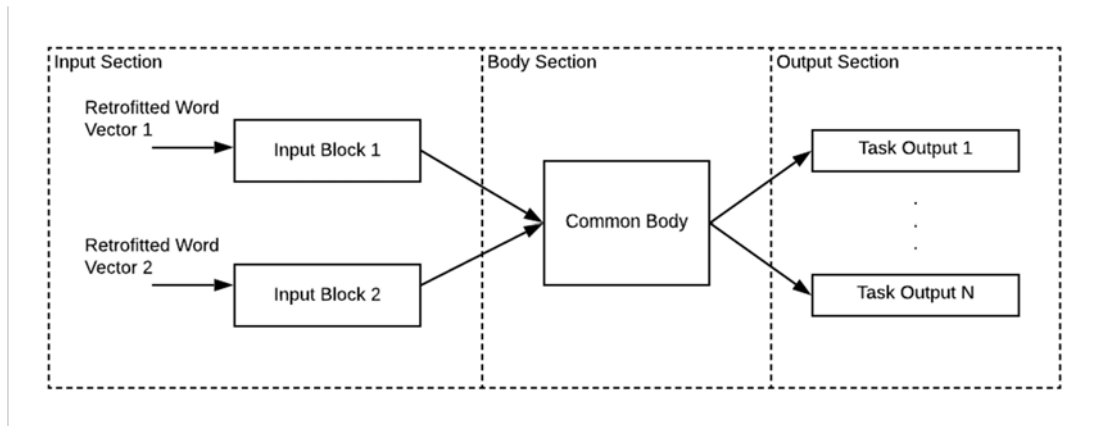 Input Section
Body Section
Output Section
Retrofitted Word
Vector 1
Input Block 1
Retrofitted Word
Vector 2
Input Block 2
Common Body
Task Output 1
.
.
.
Task Output N